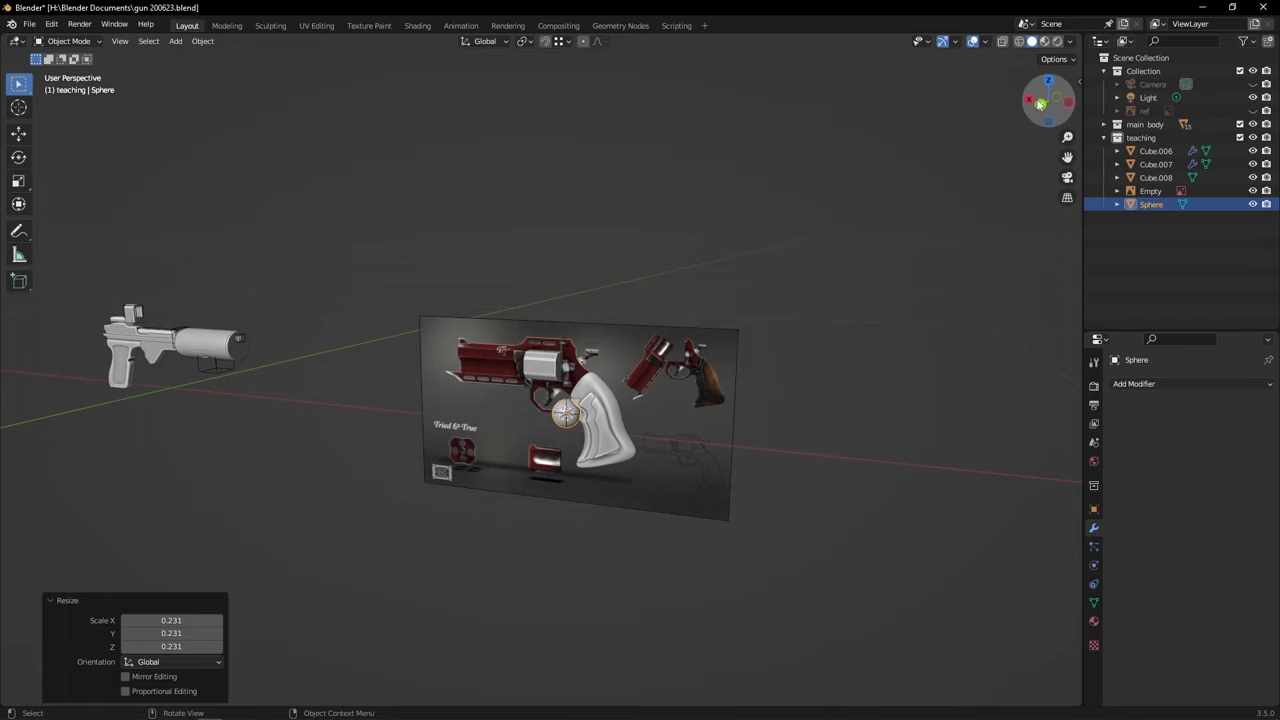 Blender* [H:\Blender Documents\gun 200623.blend]
File Edit Render Window Help Layout Modeling Sculpting UV Editing Texture Paint Shading Animation Rendering Compositing Geometry Nodes Scripting + Scene ViewLayer
Object Mode View Select Add Object Global
Options
User Perspective
(1) teaching | Sphere
Z
X
Scene Collection
Collection
Camera
Light
ref
main body 15
teaching
Cube.006
Cube.007
Cube.008
Empty
Sphere
Sphere
Add Modifier
Tried & True
Resize
Scale X 0.231
Y 0.231
Z 0.231
Orientation Global
Mirror Editing
Proportional Editing
Select Rotate View Object Context Menu 3.5.0